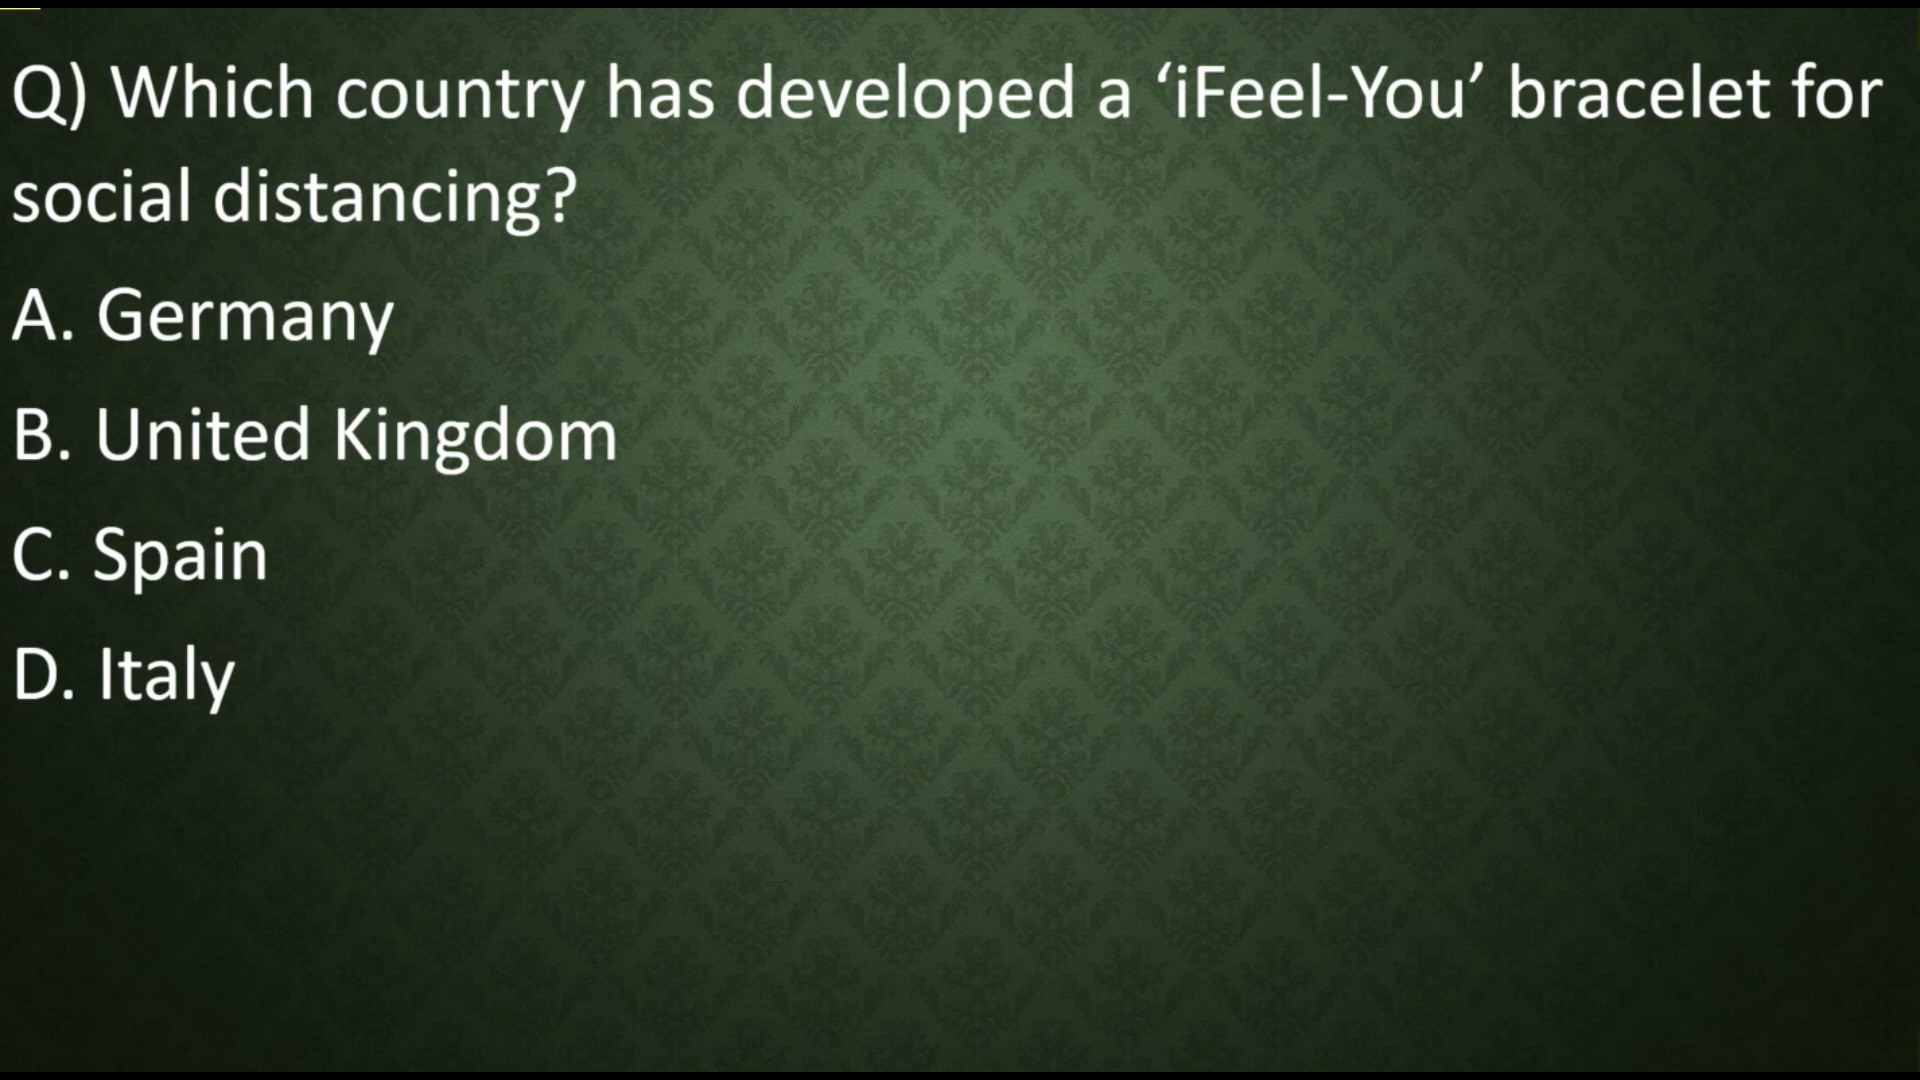 Q) Which country has developed a ‘iFeel-You’ bracelet for
social distancing?
A. Germany
B. United Kingdom
C. Spain
D. Italy